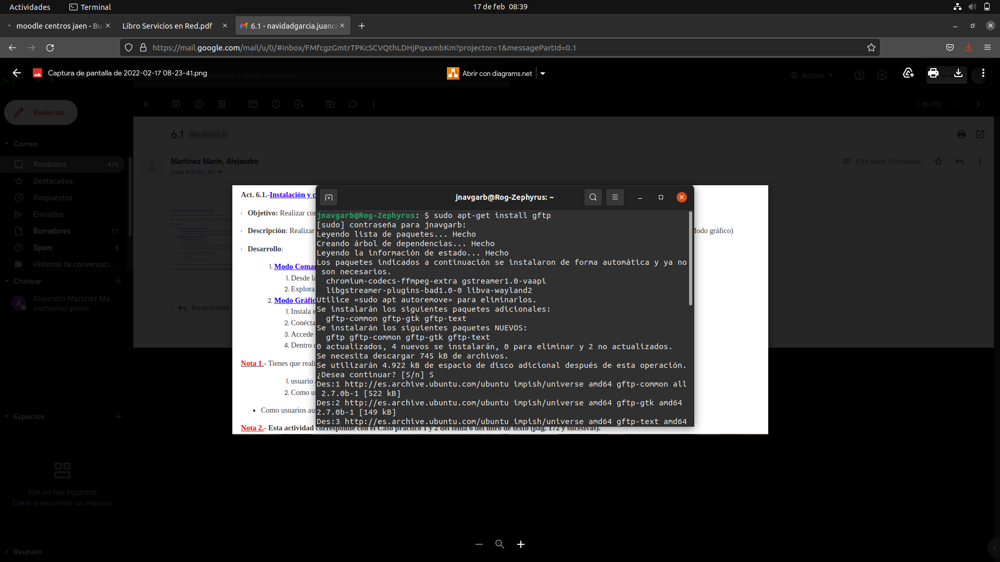 Actividades
Terminal
17 de feb 08:39
moodle centros jaen - Bus
Libro Servicios en Red.pdf
6.1 - navidadgarcia.juanca
https://mail.google.com/mail/u/0/#inbox/FMfcgzGmtrTPKcSCVQthLDHjPqxxmbKm?projector=1&messagePartId=0.1
Captura de pantalla de 2022-02-17 08-23-41.png
das las conversaciones
Abrir con diagrams.net
Activo
Redactar
1 de 952
6.1
Recibidos
Correo
Recibidos 476
Destacados
Pospuestos
Enviados
Borradores 11
Spam 5
Historial de conversaci...
Chatear
Alejandro Martínez Ma...
muchísimas gracias
Espacios
Aún no hay espacios
Crear o encontrar un espacio
Reunión
Martínez Marín, Alejandro
para Adrián, mí
8:24 (hace 15 minutos)
Responder
Act. 6.1.-Instalación y c
Objetivo: Realizar con
Descripción: Realizar
Modo gráfico)
Desarrollo:
1. Modo Coman
1. Desde la
2. Explora
2. Modo Gráfic
1. Instala e
2. Conécta
3. Accede
4. Dentro d
Nota 1.- Tienes que reali
1. usuario
2. Como us
Como usuarios au
Nota 2.- Esta actividad corresponde con el Caso práctico 1 y 2 del tema 6 del libro de texto (pág. 172 y sucesivas).
jnavgarb@Rog-Zephyrus: ~
jnavgarb@Rog-Zephyrus:~$ sudo apt-get install gftp
[sudo] contraseña para jnavgarb:
Leyendo lista de paquetes... Hecho
Creando árbol de dependencias... Hecho
Leyendo la información de estado... Hecho
Los paquetes indicados a continuación se instalaron de forma automática y ya no
son necesarios.
chromium-codecs-ffmpeg-extra gstreamer1.0-vaapi
libgstreamer-plugins-bad1.0-0 libva-wayland2
Utilice «sudo apt autoremove» para eliminarlos.
Se instalarán los siguientes paquetes adicionales:
gftp-common gftp-gtk gftp-text
Se instalarán los siguientes paquetes NUEVOS:
gftp gftp-common gftp-gtk gftp-text
0 actualizados, 4 nuevos se instalarán, 0 para eliminar y 2 no actualizados.
Se necesita descargar 745 kB de archivos.
Se utilizarán 4.922 kB de espacio de disco adicional después de esta operación.
¿Desea continuar? [S/n] S
Des:1 http://es.archive.ubuntu.com/ubuntu impish/universe amd64 gftp-common all
2.7.0b-1 [522 kB]
Des:2 http://es.archive.ubuntu.com/ubuntu impish/universe amd64 gftp-gtk amd64
2.7.0b-1 [149 kB]
Des:3 http://es.archive.ubuntu.com/ubuntu impish/universe amd64 gftp-text amd64